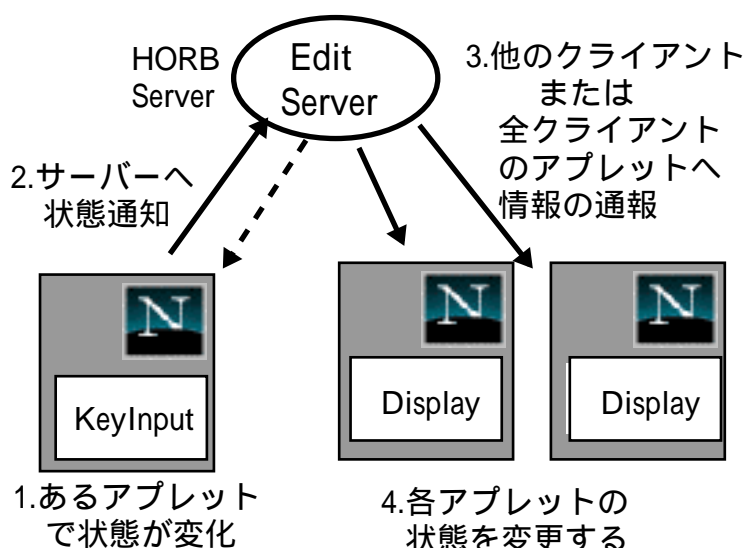 HORB
Server
Edit
Server
3.他のクライアント
または
全クライアント
のアプレットへ
情報の通報
2.サーバーへ
状態通知
N
N
N
KeyInput
Display
Display
1.あるアプレット
で状態が変化
4.各アプレットの
状態を変更する